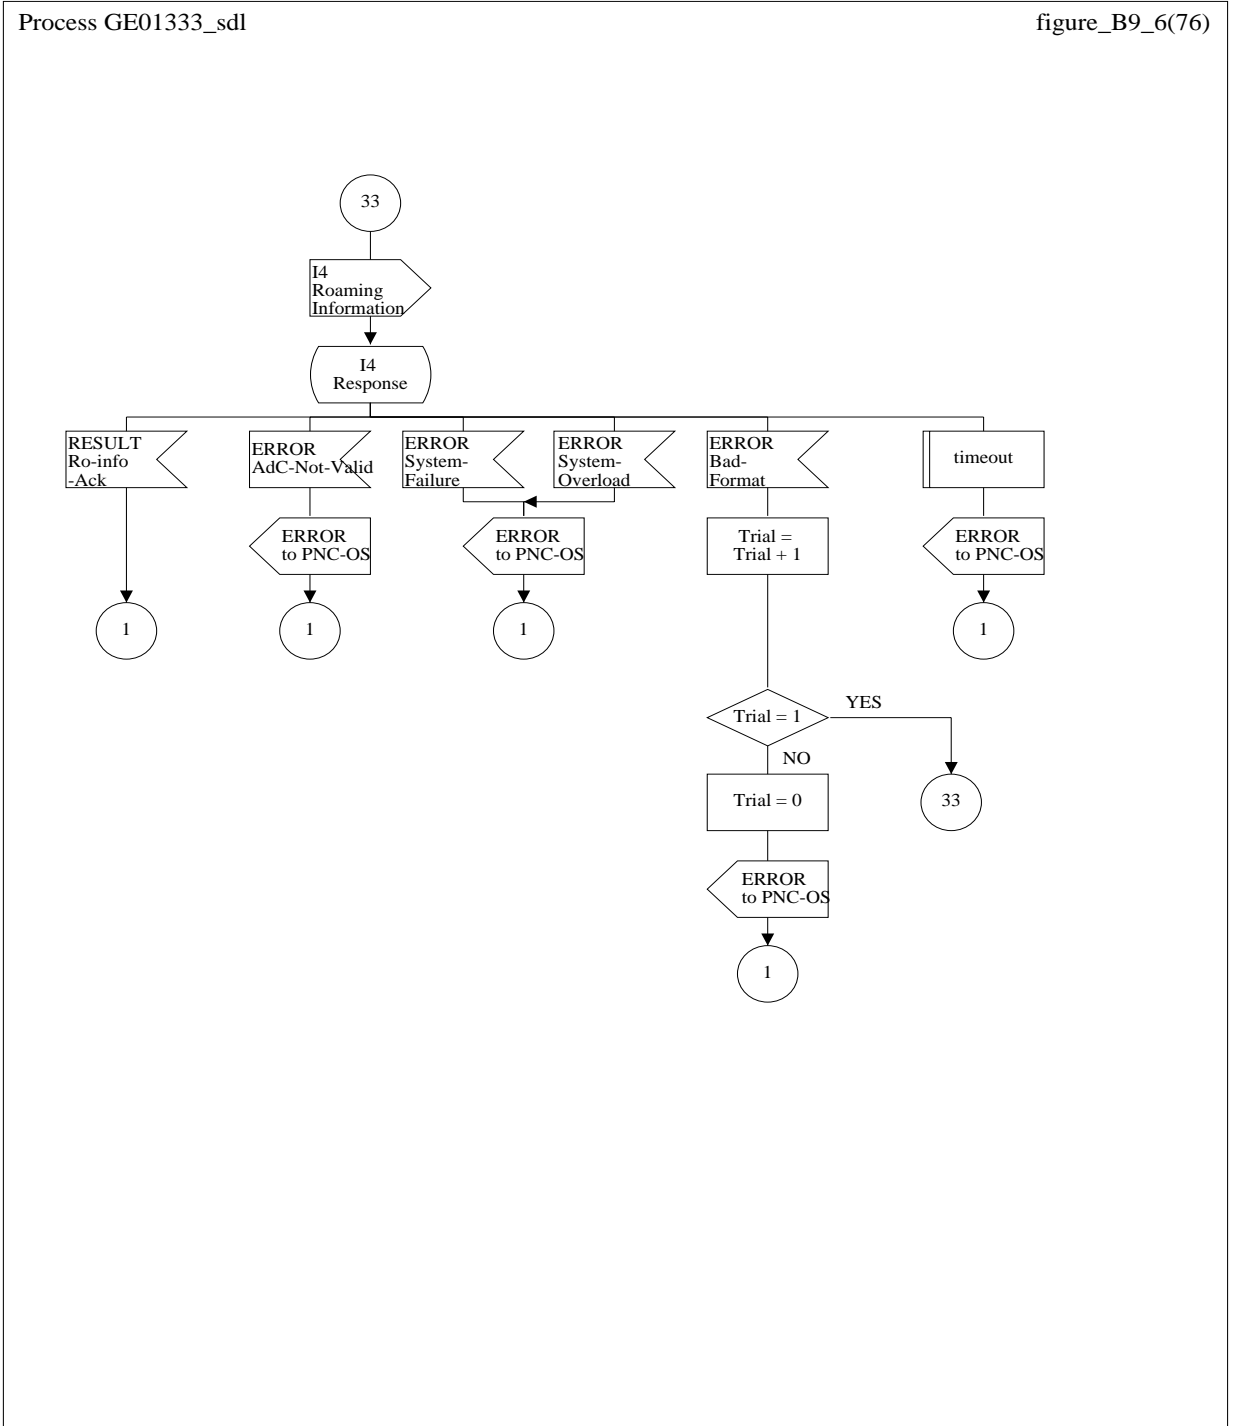 Process GE01333_sdl
figure_B9_6(76)
33
I4
Roaming
Information
I4
Response
RESULT
Ro-info
-Ack
ERROR
AdC-Not-Valid
ERROR
System-
Failure
ERROR
System-
Overload
ERROR
Bad-
Format
timeout
ERROR
to PNC-OS
ERROR
to PNC-OS
Trial =
Trial + 1
ERROR
to PNC-OS
1
1
1
1
Trial = 1
YES
NO
Trial = 0
33
ERROR
to PNC-OS
1